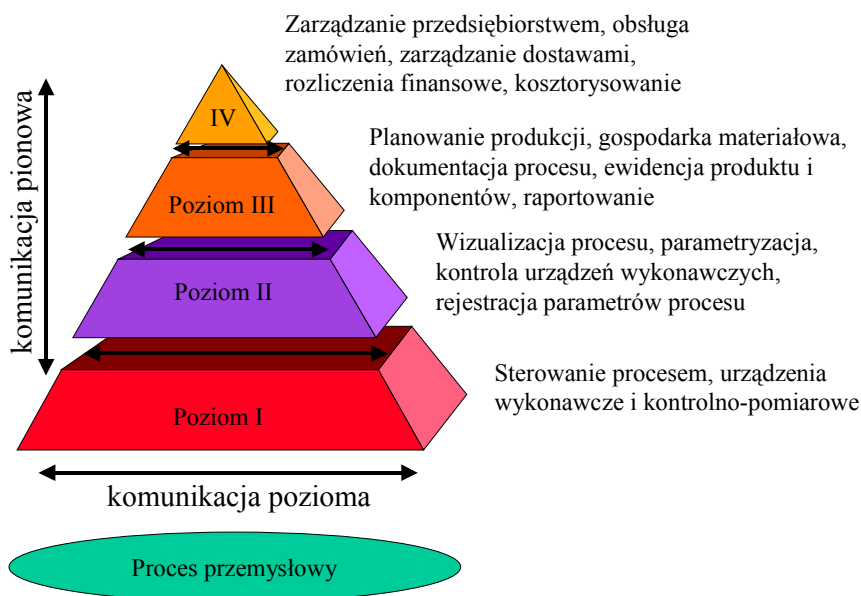 Zarządzanie przedsiębiorstwem, obsługa
zamówień, zarządzanie dostawami,
rozliczenia finansowe, kosztorysowanie
IV
Planowanie produkcji, gospodarka materiałowa,
dokumentacja procesu, ewidencja produktu i
komponentów, raportowanie
Poziom III
Wizualizacja procesu, parametryzacja,
kontrola urządzeń wykonawczych,
rejestracja parametrów procesu
Poziom II
Sterowanie procesem, urządzenia
wykonawcze i kontrolno-pomiarowe
Poziom I
komunikacja pionowa
komunikacja pozioma
Proces przemysłowy